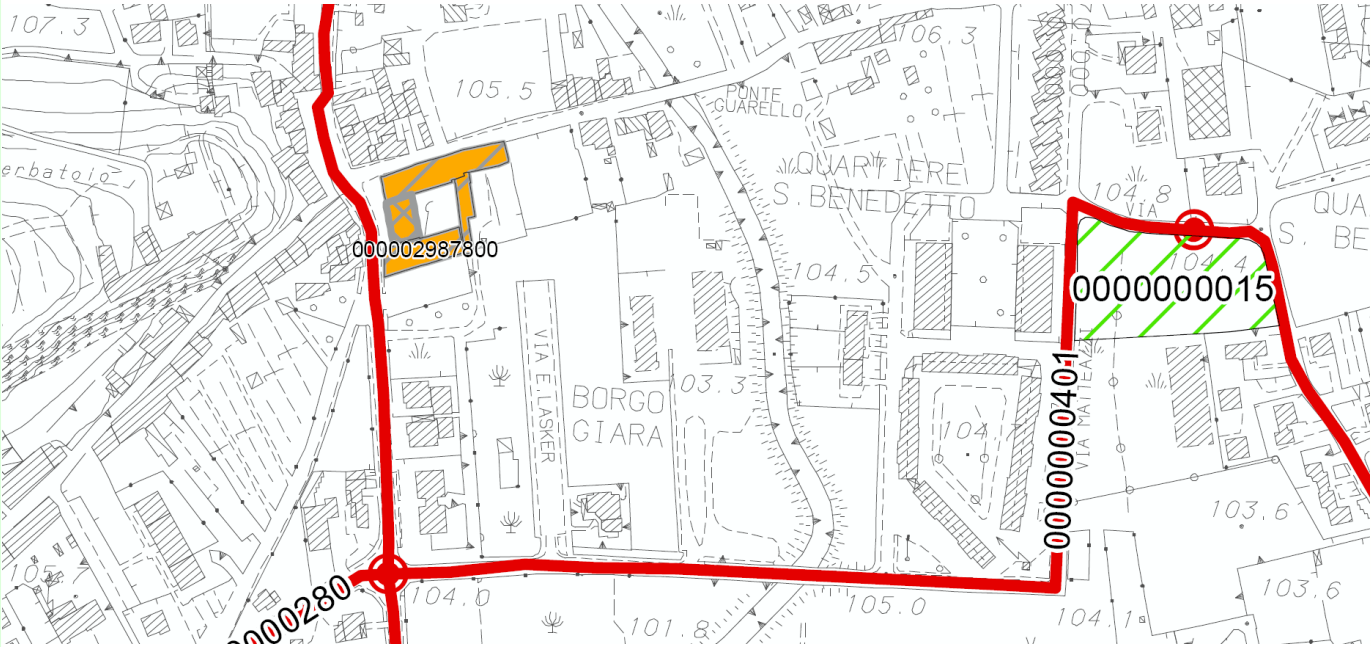 107.3
106.3
105.5
PONTE
GUARELLO
erbatoio
QUARTIERE
S.BENEDETTO
104.8
VIA
QUA
S. BE
000002987800
104.5
104.4
0000000015
VIA E.LASKER
103.3
BORGO
GIARA
104.7
0000000401
VIA MATTEAZZI
103.6
0000280
104.0
105.0
104.1
103.6
101.8